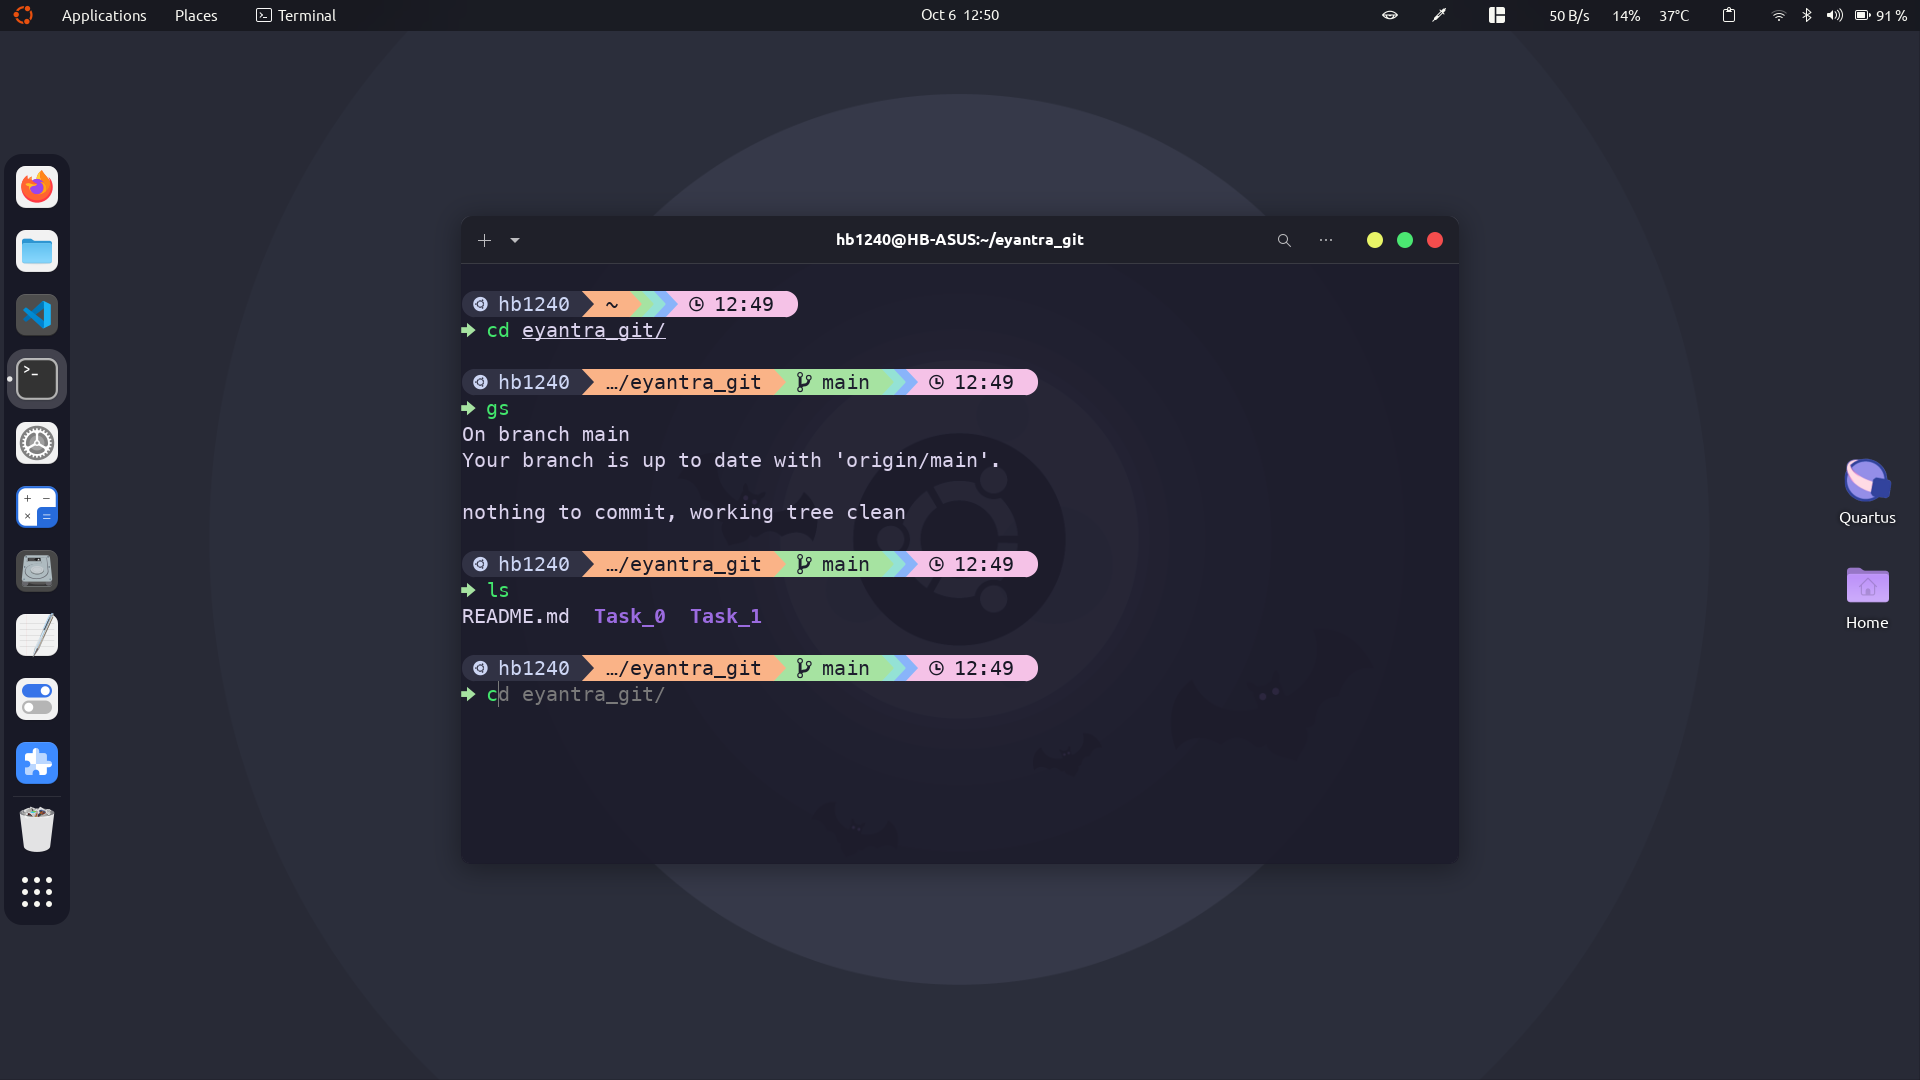 Applications Places Terminal Oct 6 12:50 50 B/s 14% 37°C 91 %
hb1240@HB-ASUS:~/eyantra_git
hb1240 ~ 12:49
cd eyantra_git/
hb1240 …/eyantra_git main 12:49
gs
On branch main
Your branch is up to date with 'origin/main'.
nothing to commit, working tree clean
hb1240 …/eyantra_git main 12:49
ls
README.md Task_0 Task_1
hb1240 …/eyantra_git main 12:49
cd eyantra_git/
Quartus
Home